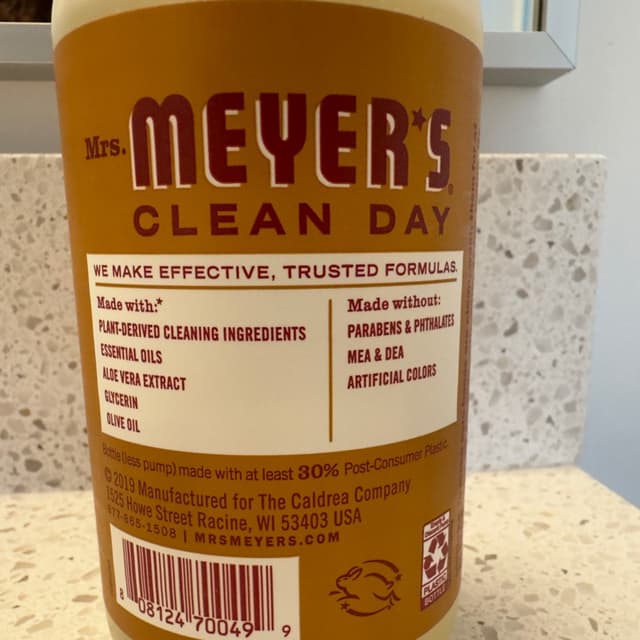 Mrs. MEYER'S®
CLEAN DAY
WE MAKE EFFECTIVE, TRUSTED FORMULAS.
Made with:*
PLANT-DERIVED CLEANING INGREDIENTS
ESSENTIAL OILS
ALOE VERA EXTRACT
GLYCERIN
OLIVE OIL
Made without:
PARABENS & PHTHALATES
MEA & DEA
ARTIFICIAL COLORS
Bottle (less pump) made with at least 30% Post-Consumer Plastic.
© 2019 Manufactured for The Caldrea Company
1525 Howe Street Racine, WI 53403 USA
877-865-1508 | MRSMEYERS.COM
8 08124 70049 9
PLASTIC
BOTTLE